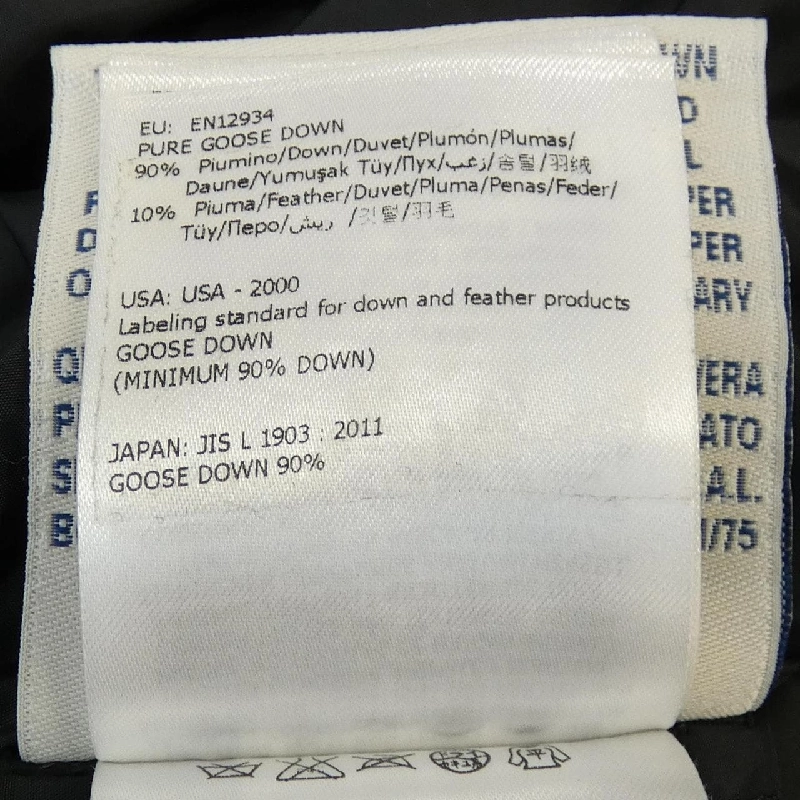 EU: EN12934
PURE GOOSE DOWN
90% Piumino/Down/Duvet/Plumón/Plumas/
Daune/Yumuşak Tüy/Пух/زغب/솜털/羽绒
10% Piuma/Feather/Duvet/Pluma/Penas/Feder/
Tüy/Перо/ريش /깃털/羽毛
USA: USA - 2000
Labeling standard for down and feather products
GOOSE DOWN
(MINIMUM 90% DOWN)
JAPAN: JIS L 1903 : 2011
GOOSE DOWN 90%
A.L.
/75